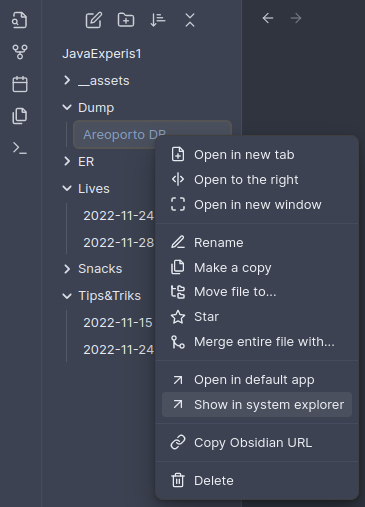 JavaExperis1
__assets
Dump
Areoporto DB
ER
Lives
2022-11-24
2022-11-28
Snacks
Tips&Triks
2022-11-15
2022-11-24
Open in new tab
Open to the right
Open in new window
Rename
Make a copy
Move file to...
Star
Merge entire file with...
Open in default app
Show in system explorer
Copy Obsidian URL
Delete